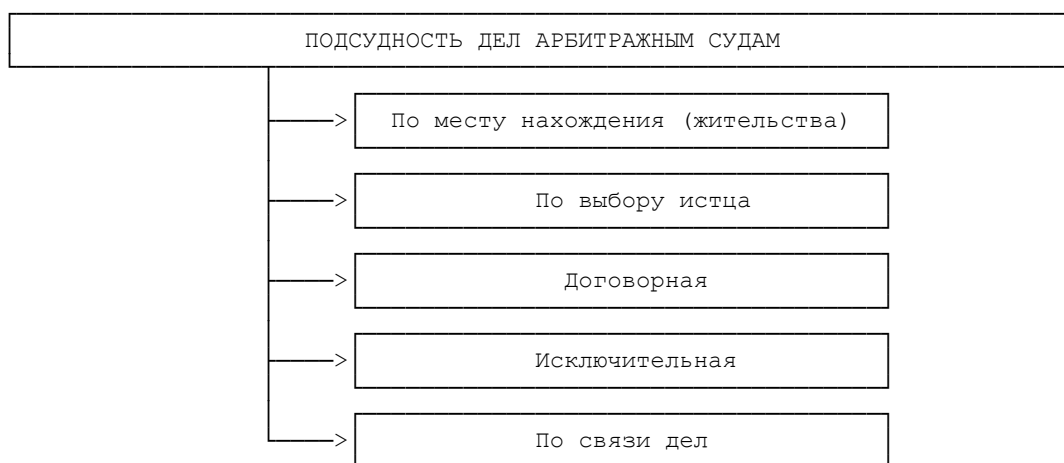 ПОДСУДНОСТЬ ДЕЛ АРБИТРАЖНЫМ СУДАМ
По месту нахождения (жительства)
По выбору истца
Договорная
Исключительная
По связи дел